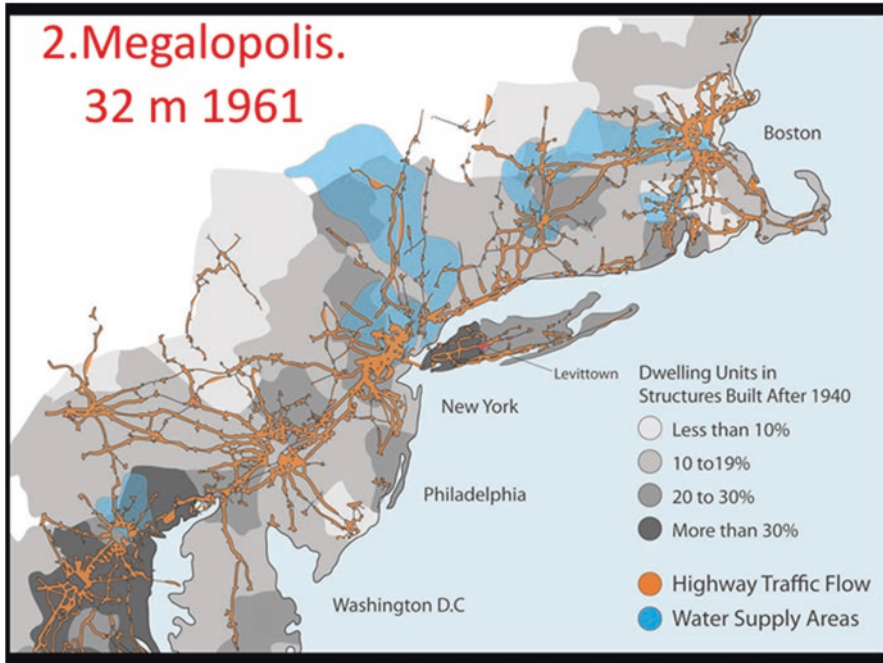 2.Megalopolis.
32 m 1961
Boston
Levittown
New York
Philadelphia
Washington D.C
Dwelling Units in
Structures Built After 1940
Less than 10%
10 to19%
20 to 30%
More than 30%
Highway Traffic Flow
Water Supply Areas